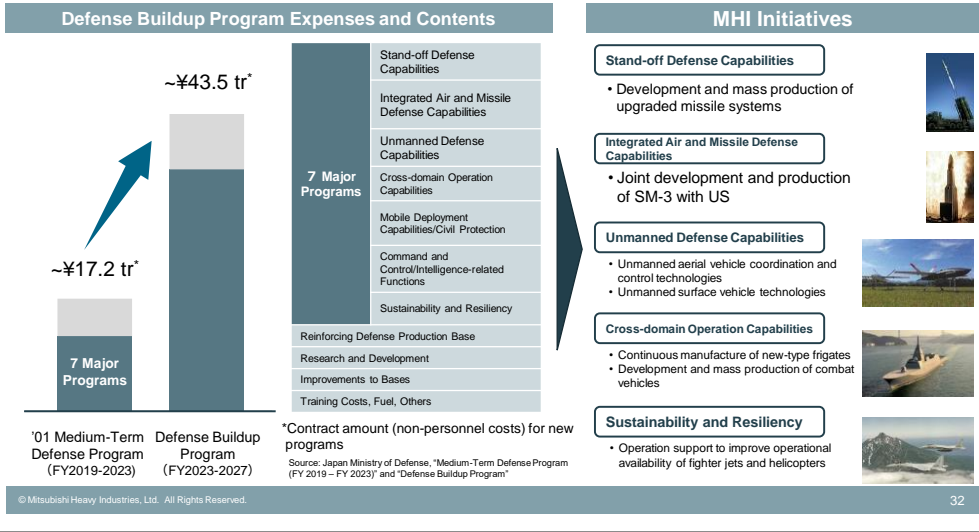 Defense Buildup Program Expenses and Contents
~¥43.5 tr*
~¥17.2 tr*
7 Major
Programs
'01 Medium-Term
Defense Program
(FY2019-2023)
Defense Buildup
Program
(FY2023-2027)
7 Major
Programs
Stand-off Defense
Capabilities
Integrated Air and Missile
Defense Capabilities
Unmanned Defense
Capabilities
Cross-domain Operation
Capabilities
Mobile Deployment
Capabilities/Civil Protection
Command and
Control/Intelligence-related
Functions
Sustainability and Resiliency
Reinforcing Defense Production Base
Research and Development
Improvements to Bases
Training Costs, Fuel, Others
*Contract amount (non-personnel costs) for new
programs
Source: Japan Ministry of Defense, “Medium-Term Defense Program
(FY 2019 – FY 2023)” and “Defense Buildup Program”
MHI Initiatives
Stand-off Defense Capabilities
• Development and mass production of
upgraded missile systems
Integrated Air and Missile Defense
Capabilities
• Joint development and production
of SM-3 with US
Unmanned Defense Capabilities
• Unmanned aerial vehicle coordination and
control technologies
• Unmanned surface vehicle technologies
Cross-domain Operation Capabilities
• Continuous manufacture of new-type frigates
• Development and mass production of combat
vehicles
Sustainability and Resiliency
• Operation support to improve operational
availability of fighter jets and helicopters
© Mitsubishi Heavy Industries, Ltd. All Rights Reserved.
32